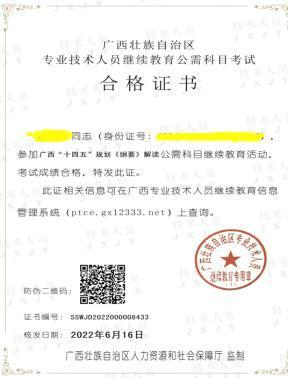 广西壮族自治区
专业技术人员继续教育公需科目考试
合格证书
同志（身份证号：
），
参加广西“十四五”规划《纲要》解读公需科目继续教育活动，
考试成绩合格，特发此证。
此证相关信息可在广西专业技术人员继续教育信息
管理系统(ptce.gx12333.net)上查询。
广西壮族自治区专业技术人员
继续教育专用章
防伪二维码：
证书编号：SSWJD2022000008433
核发日期：2022年6月16日
广西壮族自治区人力资源和社会保障厅 监制